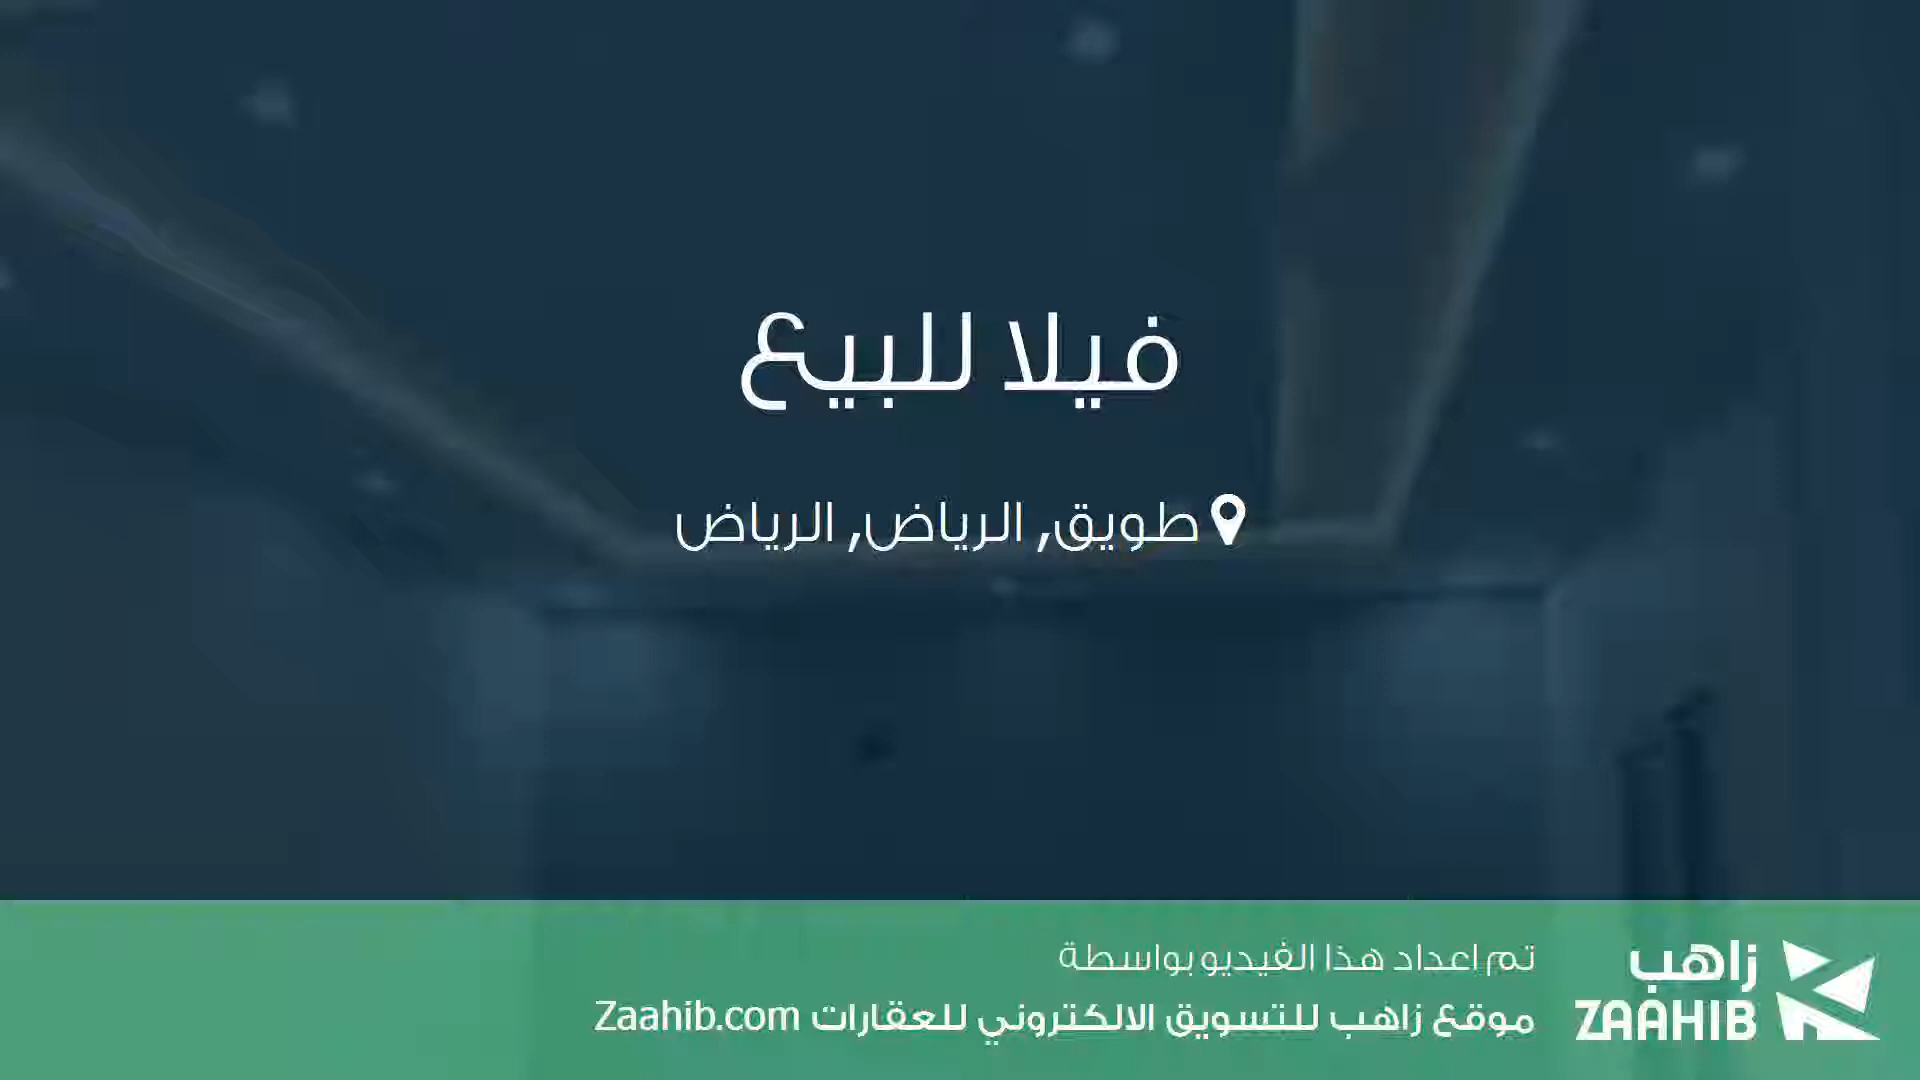 فيلا للبيع
طويق, الرياض, الرياض
تم اعداد هذا الفيديو بواسطة
موقع زاهب للتسويق الالكتروني للعقارات Zaahib.com
زاهب
ZAAHIB